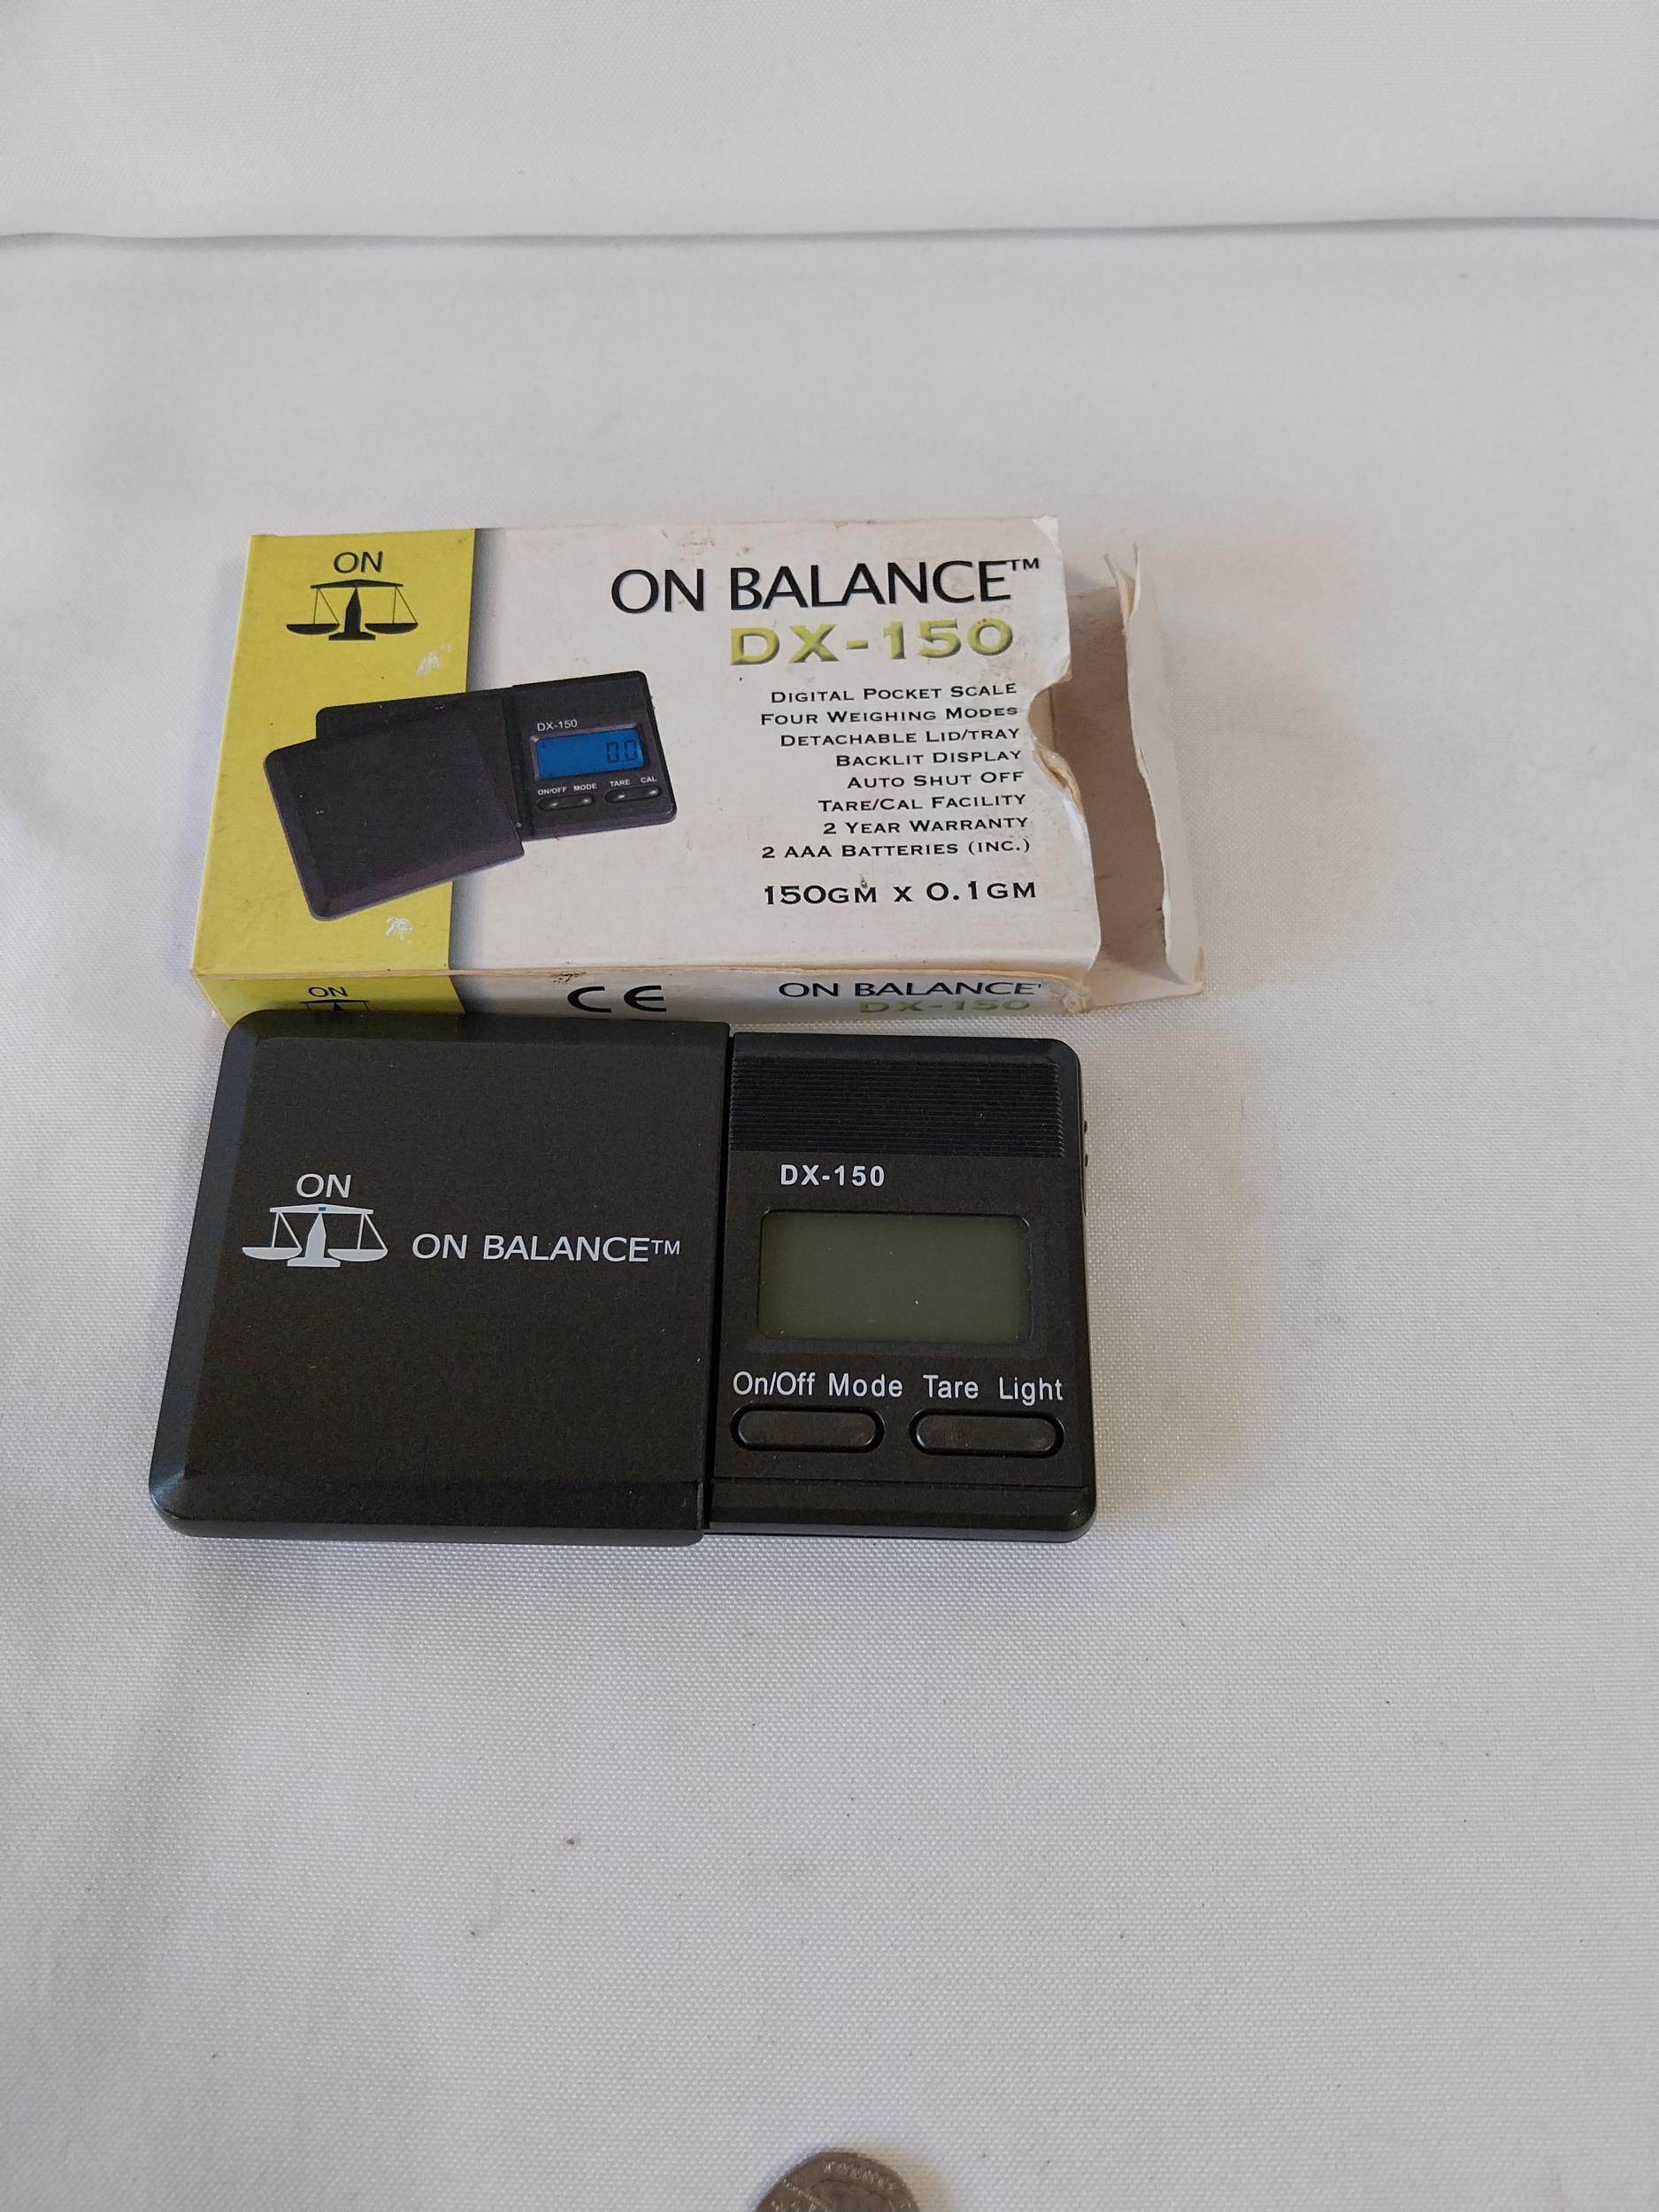 ON
ON BALANCE™
DX-150
DIGITAL POCKET SCALE
FOUR WEIGHING MODES
DETACHABLE LID/TRAY
BACKLIT DISPLAY
AUTO SHUT OFF
TARE/CAL FACILITY
2 YEAR WARRANTY
2 AAA BATTERIES (INC.)
150GM X 0.1GM
DX-150
0.0
ON/OFF MODE TARE CAL
ON
CE
ON BALANCE
DX-150
ON
ON BALANCE™
DX-150
On/Off Mode Tare Light